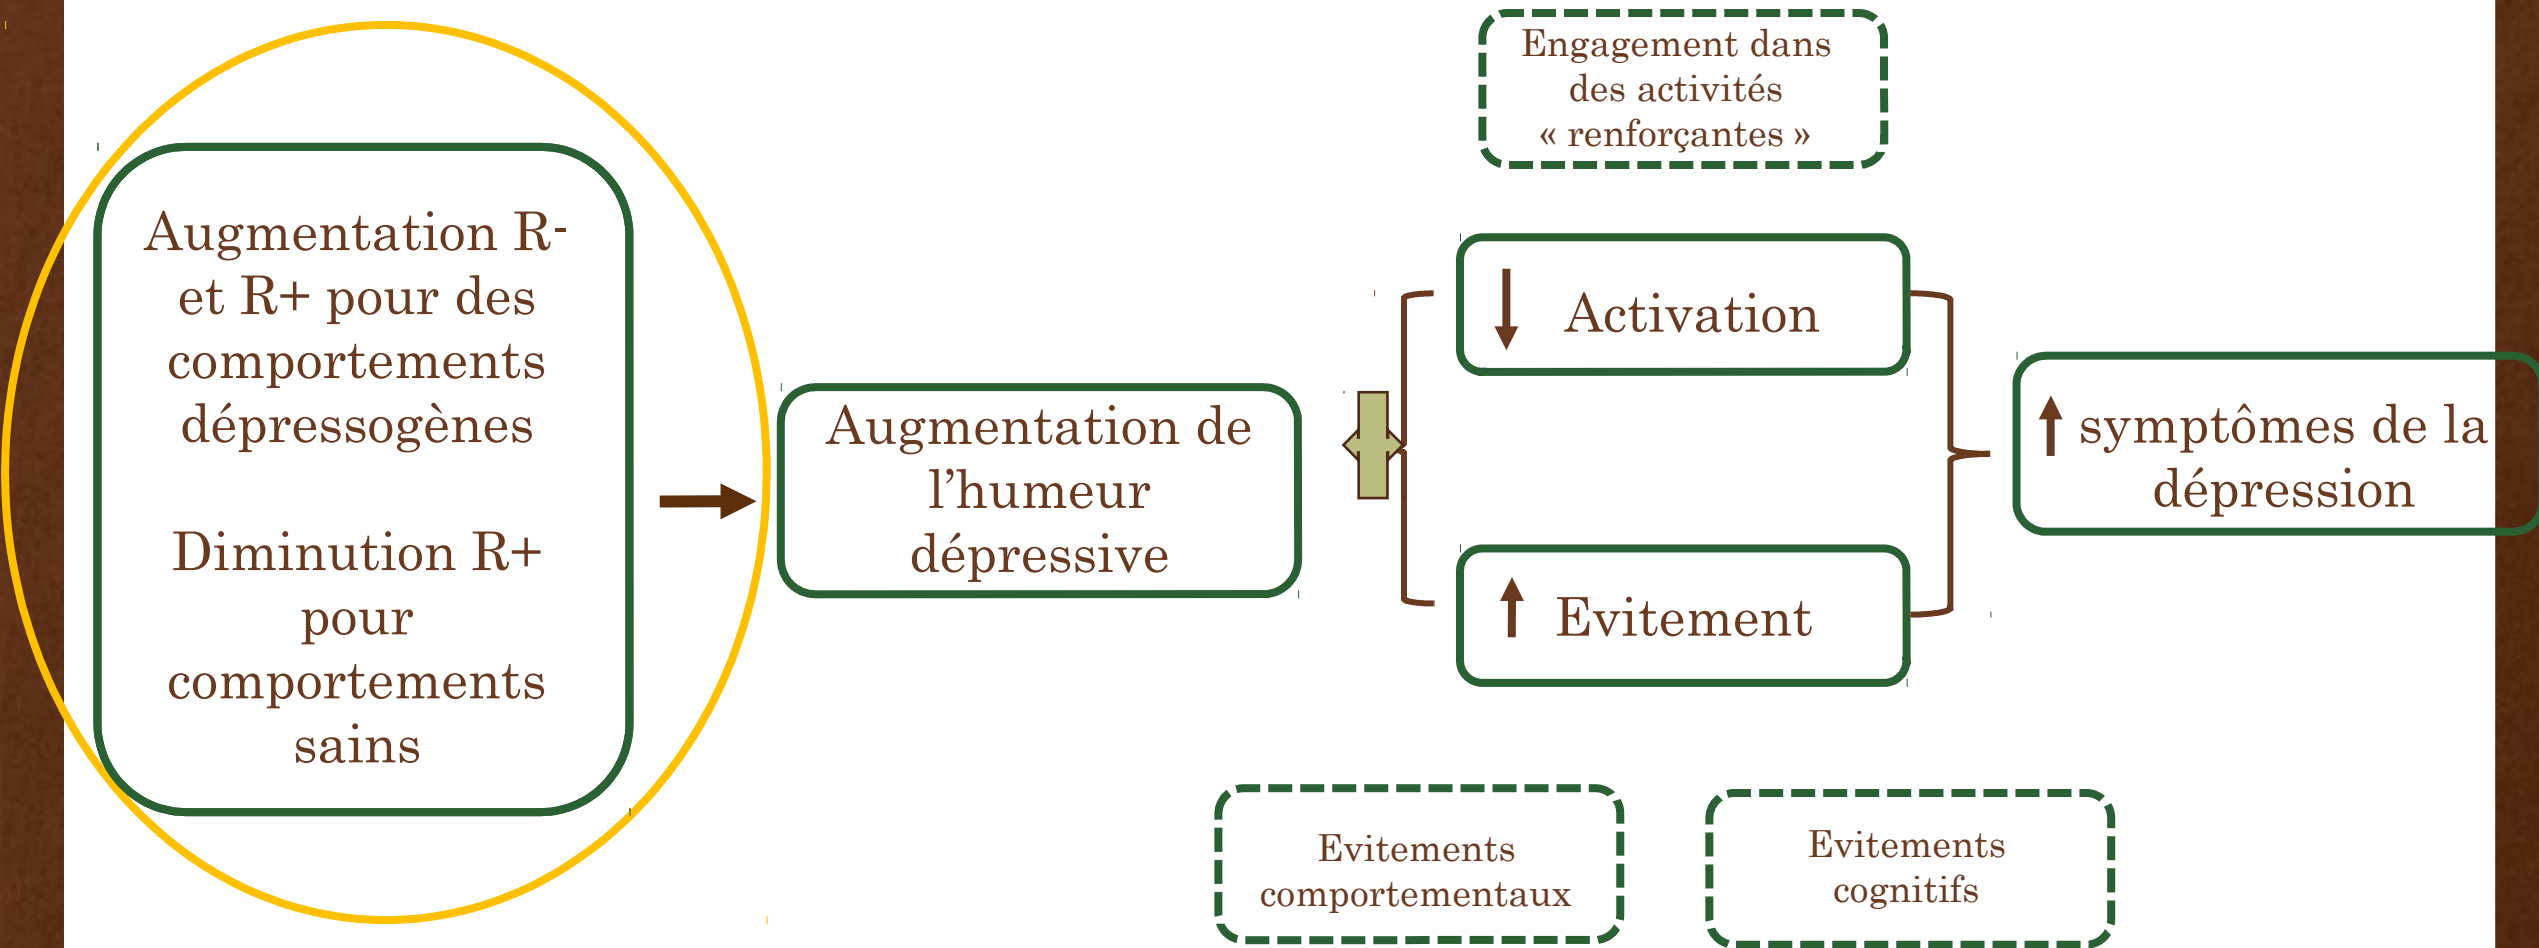 Augmentation R-
et R+ pour des
comportements
dépressogènes
Diminution R+
pour
comportements
sains
Augmentation de
l’humeur
dépressive
Engagement dans
des activités
« renforçantes »
Activation
Evitement
Evitements
comportementaux
Evitements
cognitifs
symptômes de la
dépression